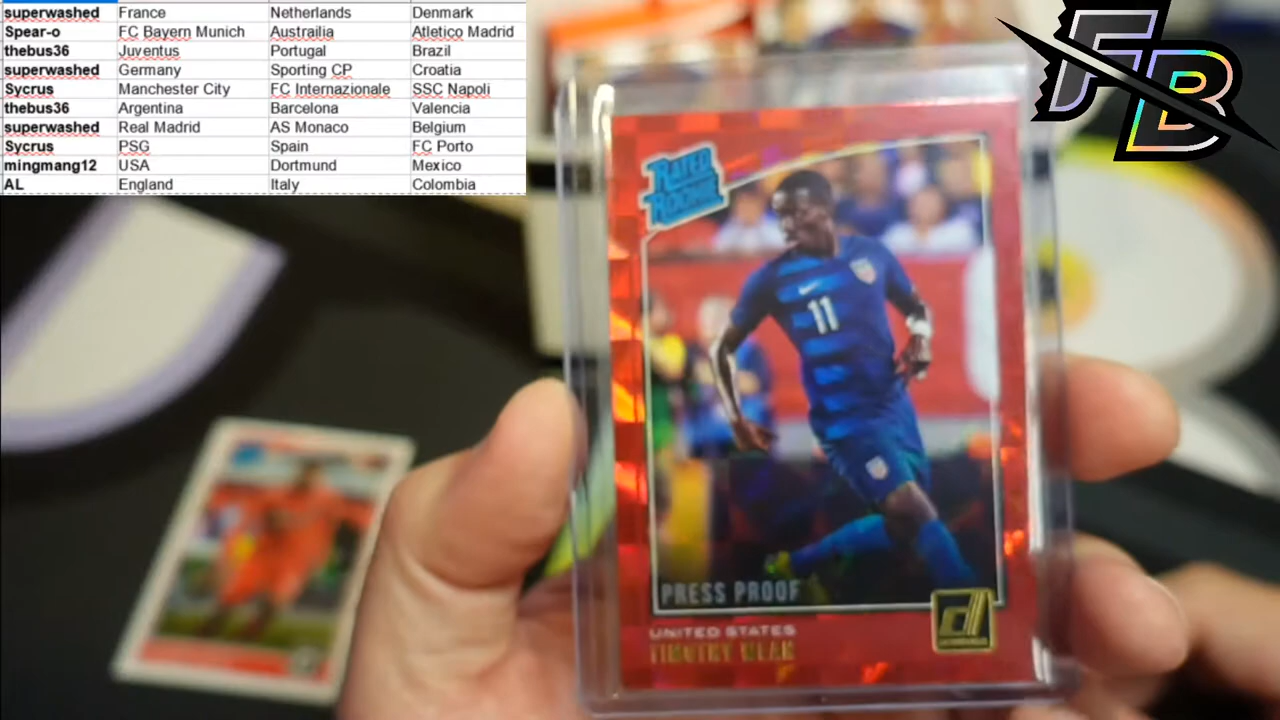 superwashed France Netherlands Denmark
Spear-o FC Bayern Munich Austrailia Atletico Madrid
thebus36 Juventus Portugal Brazil
superwashed Germany Sporting CP Croatia
Sycrus Manchester City FC Internazionale SSC Napoli
thebus36 Argentina Barcelona Valencia
superwashed Real Madrid AS Monaco Belgium
Sycrus PSG Spain FC Porto
mingmang12 USA Dortmund Mexico
AL England Italy Colombia
FB
RATED
ROOKIE
11
PRESS PROOF
d
UNITED STATES
TIMOTHY WEAH